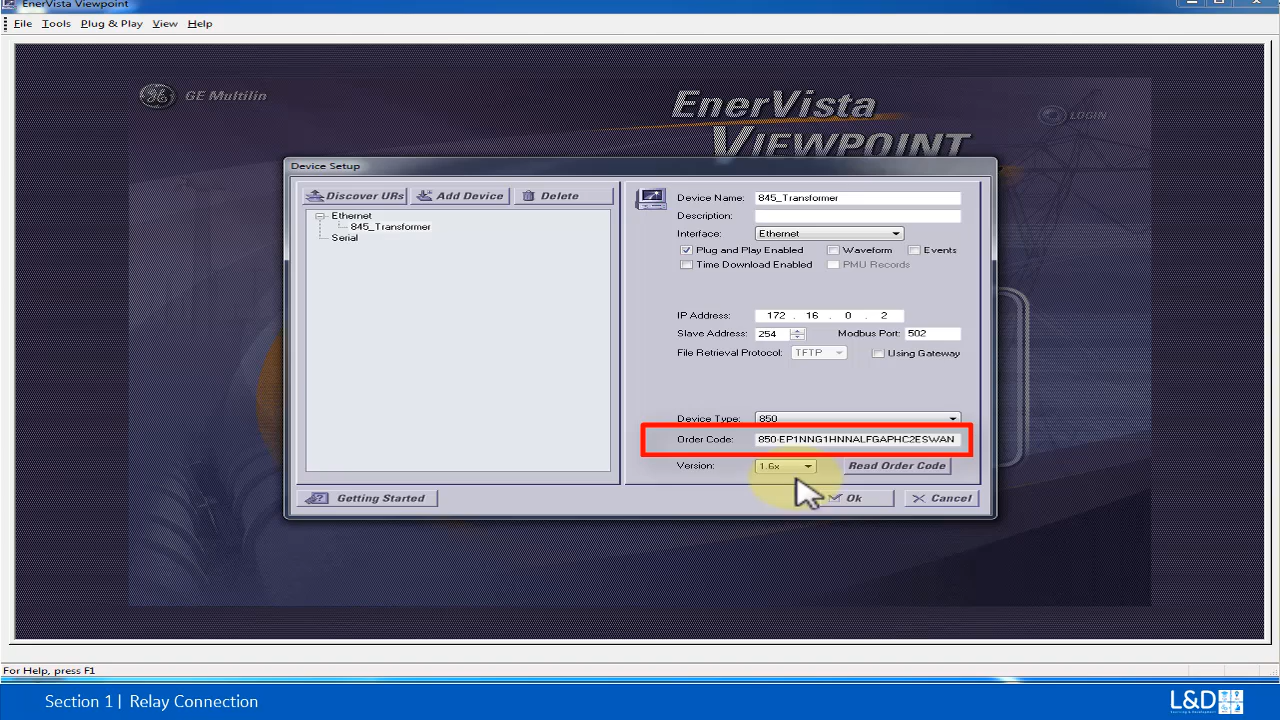 EnerVista Viewpoint
File Tools Plug & Play View Help
GE Multilin
EnerVista
VIEWPOINT
LOGIN
Device Setup
Discover URs Add Device Delete
Ethernet
845_Transformer
Serial
Device Name: 845_Transformer
Description:
Interface: Ethernet
Plug and Play Enabled Waveform Events
Time Download Enabled PMU Records
IP Address: 172 . 16 . 0 . 2
Slave Address: 254 Modbus Port: 502
File Retrieval Protocol: TFTP Using Gateway
Device Type: 850
Order Code: 850-EP1NNG1HNNALFGAPHC2ESWAN
Version: 1.6x Read Order Code
Getting Started Ok Cancel
For Help, press F1
Section 1 | Relay Connection
L&D